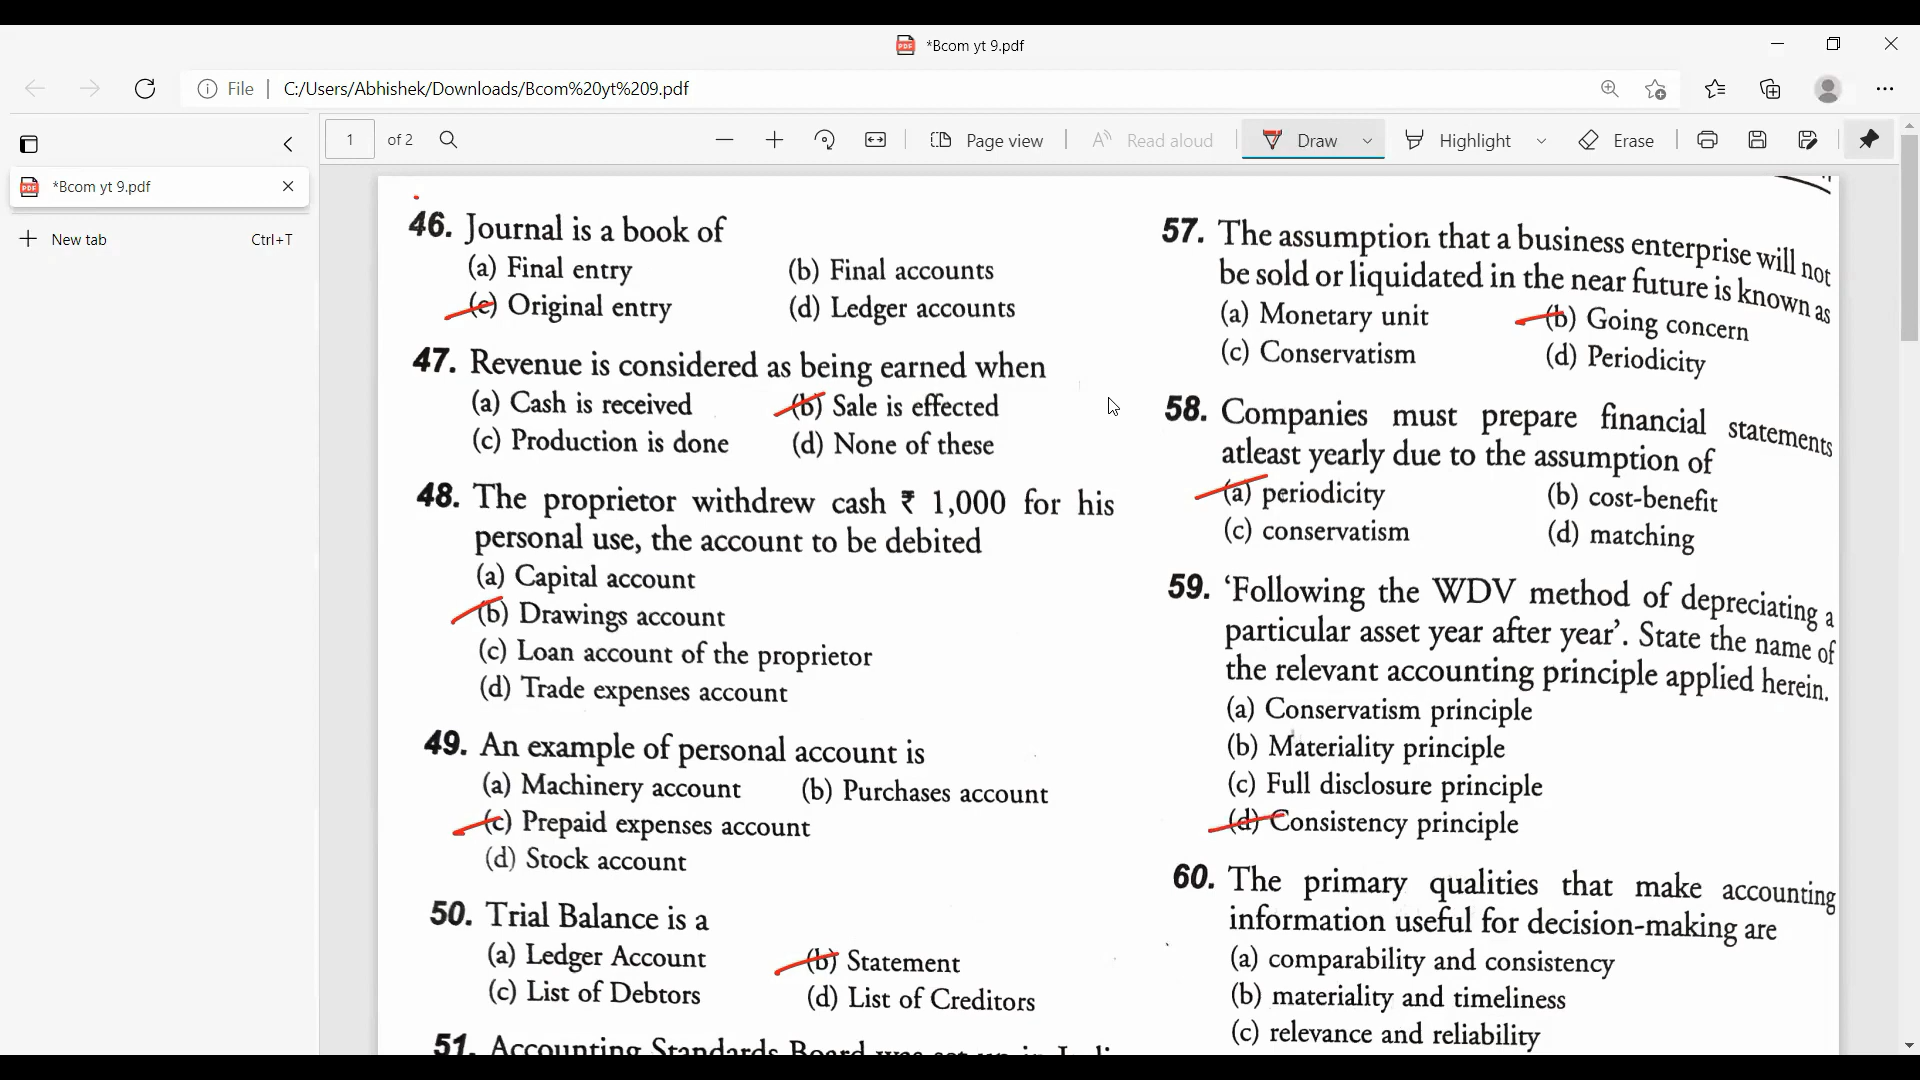 *Bcom yt 9.pdf
File | C:/Users/Abhishek/Downloads/Bcom%20yt%209.pdf
1 of 2
Page view
Read aloud
Draw
Highlight
Erase
*Bcom yt 9.pdf
New tab Ctrl+T
46. Journal is a book of
(a) Final entry (b) Final accounts
(c) Original entry (d) Ledger accounts
47. Revenue is considered as being earned when
(a) Cash is received (b) Sale is effected
(c) Production is done (d) None of these
48. The proprietor withdrew cash ₹ 1,000 for his
personal use, the account to be debited
(a) Capital account
(b) Drawings account
(c) Loan account of the proprietor
(d) Trade expenses account
49. An example of personal account is
(a) Machinery account (b) Purchases account
(c) Prepaid expenses account
(d) Stock account
50. Trial Balance is a
(a) Ledger Account (b) Statement
(c) List of Debtors (d) List of Creditors
51. Accounting Standards Board was set up in
57. The assumption that a business enterprise will not
be sold or liquidated in the near future is known as
(a) Monetary unit (b) Going concern
(c) Conservatism (d) Periodicity
58. Companies must prepare financial statements
atleast yearly due to the assumption of
(a) periodicity (b) cost-benefit
(c) conservatism (d) matching
59. ‘Following the WDV method of depreciating a
particular asset year after year’. State the name of
the relevant accounting principle applied herein.
(a) Conservatism principle
(b) Materiality principle
(c) Full disclosure principle
(d) Consistency principle
60. The primary qualities that make accounting
information useful for decision-making are
(a) comparability and consistency
(b) materiality and timeliness
(c) relevance and reliability